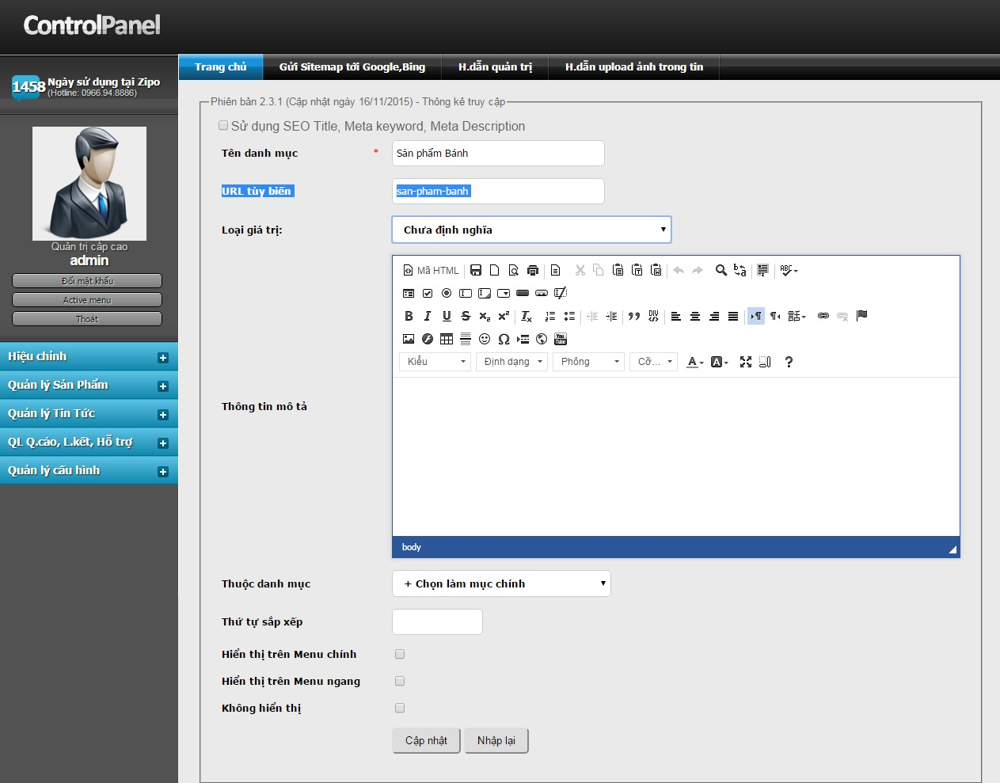 ControlPanel
1458 Ngày sử dụng tại Zipo
(Hotline: 0966.94.8886)
Quản trị cấp cao
admin
Đổi mật khẩu
Active menu
Thoát
Hiệu chỉnh
Quản lý Sản Phẩm
Quản lý Tin Tức
QL Q.cáo, L.kết, Hỗ trợ
Quản lý cấu hình
Trang chủ Gửi Sitemap tới Google,Bing H.dẫn quản trị H.dẫn upload ảnh trong tin
Phiên bản 2.3.1 (Cập nhật ngày 16/11/2015) - Thống kê truy cập
Sử dụng SEO Title, Meta keyword, Meta Description
Tên danh mục * Sản phẩm Bánh
URL tùy biến san-pham-banh
Loại giá trị: Chưa định nghĩa
Mã HTML
Kiểu Định dạng Phông Cỡ...
Thông tin mô tả
body
Thuộc danh mục + Chọn làm mục chính
Thứ tự sắp xếp
Hiển thị trên Menu chính
Hiển thị trên Menu ngang
Không hiển thị
Cập nhật Nhập lại